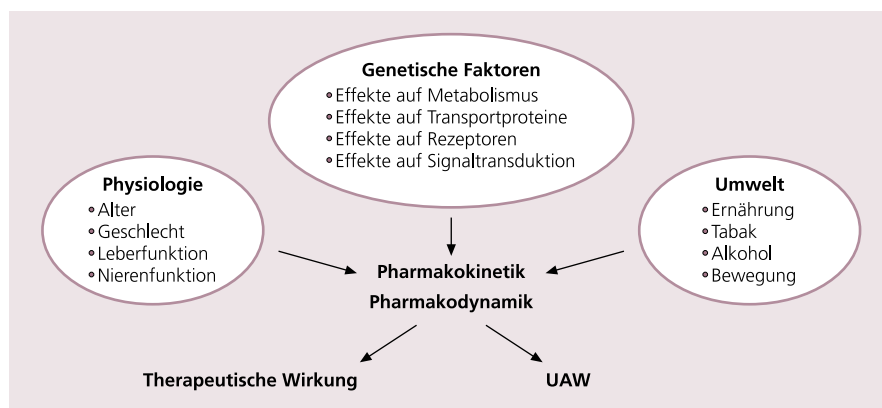 Genetische Faktoren
• Effekte auf Metabolismus
• Effekte auf Transportproteine
• Effekte auf Rezeptoren
• Effekte auf Signaltransduktion
Physiologie
• Alter
• Geschlecht
• Leberfunktion
• Nierenfunktion
Umwelt
• Ernährung
• Tabak
• Alkohol
• Bewegung
Pharmakokinetik
Pharmakodynamik
Therapeutische Wirkung
UAW